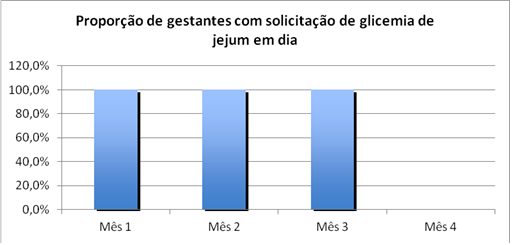 Proporção de gestantes com solicitação de glicemia de
jejum em dia
120,0%
100,0%
80,0%
60,0%
40,0%
20,0%
0,0%
Mês 1 Mês 2 Mês 3 Mês 4